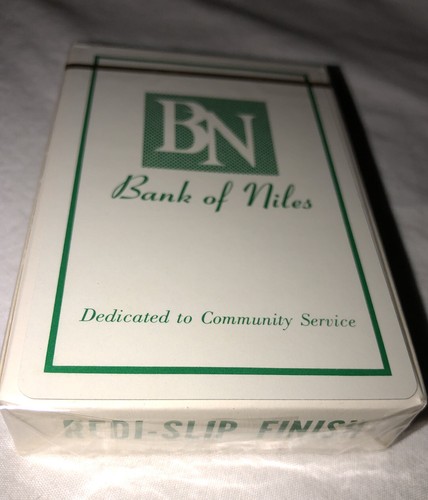 BN
Bank of Niles
Dedicated to Community Service
REDI-SLIP FINISH